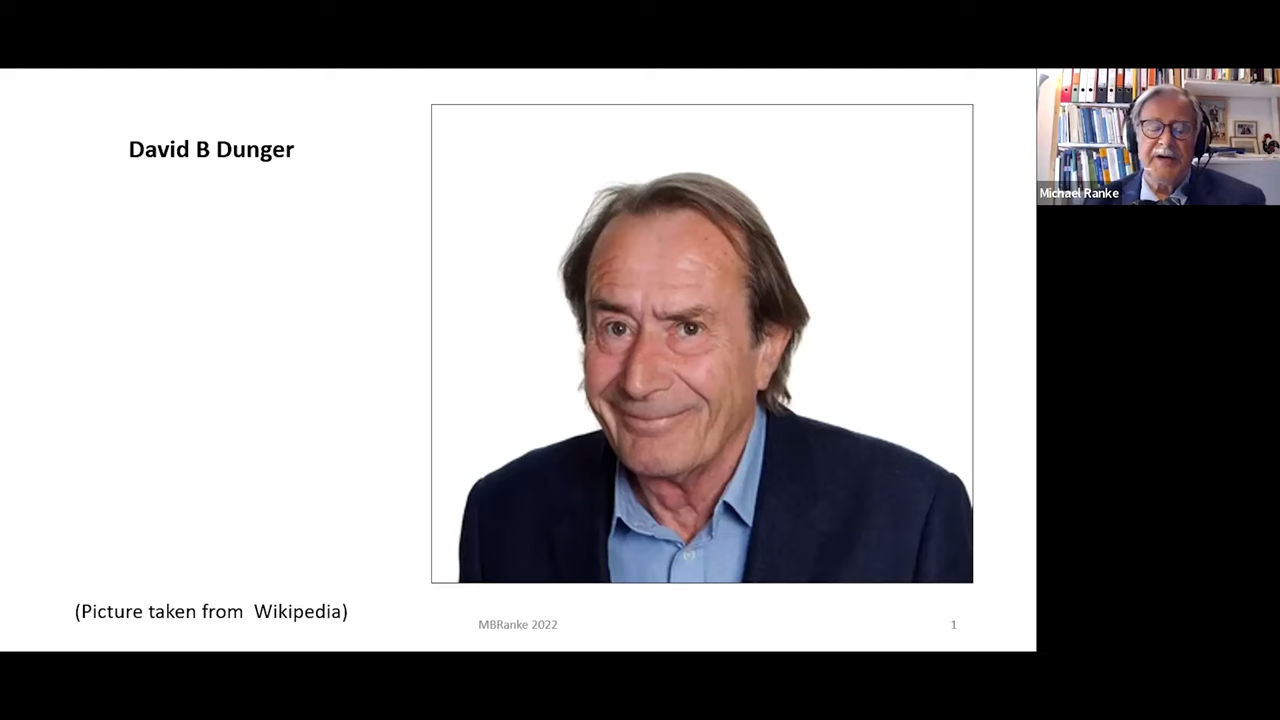 David B Dunger
Michael Ranke
(Picture taken from Wikipedia)
MBRanke 2022
1